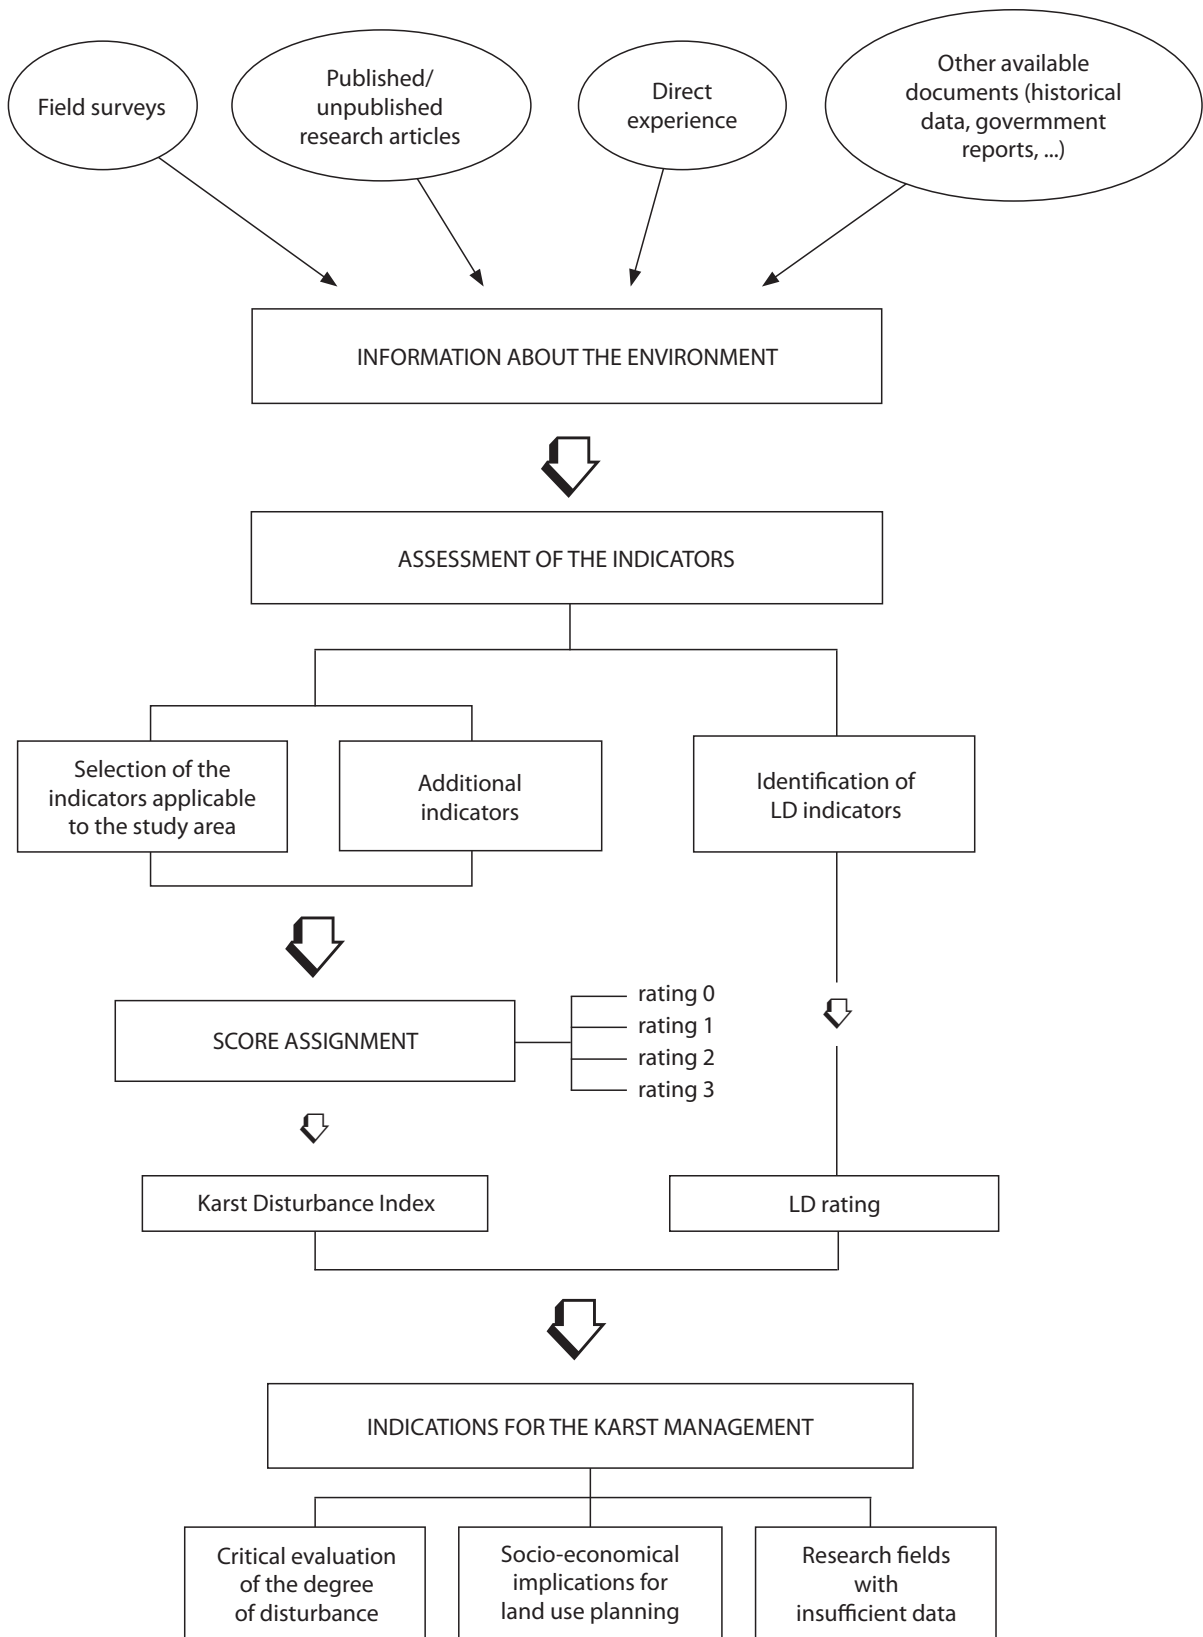 Field surveys
Published/
unpublished
research articles
Direct
experience
Other available
documents (historical
data, govermment
reports, ...)
INFORMATION ABOUT THE ENVIRONMENT
ASSESSMENT OF THE INDICATORS
Selection of the
indicators applicable
to the study area
Additional
indicators
Identification of
LD indicators
SCORE ASSIGNMENT
rating 0
rating 1
rating 2
rating 3
Karst Disturbance Index
LD rating
INDICATIONS FOR THE KARST MANAGEMENT
Critical evaluation
of the degree
of disturbance
Socio-economical
implications for
land use planning
Research fields
with
insufficient data